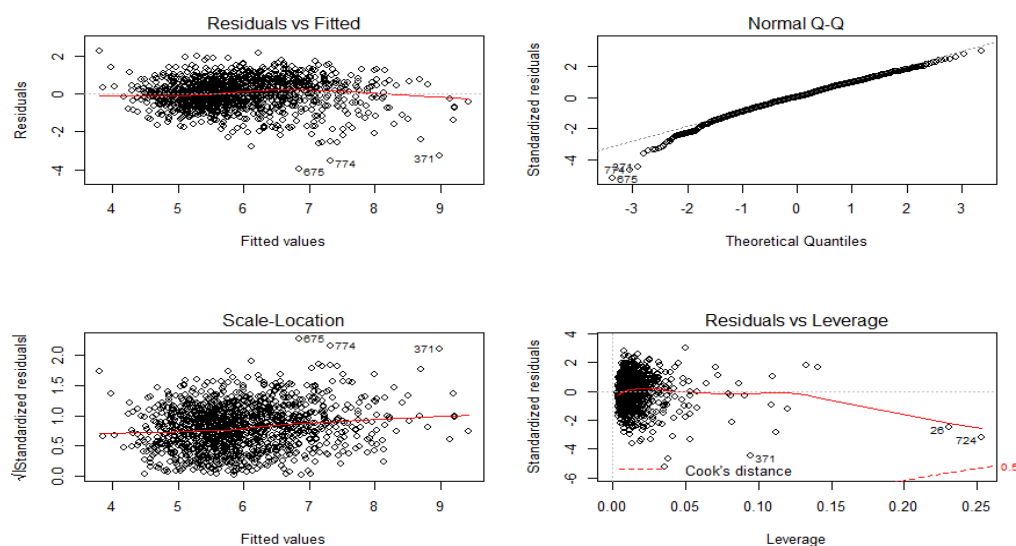 Residuals vs Fitted
Residuals
2
0
-2
-4
675
774
371
4 5 6 7 8 9
Fitted values
Normal Q-Q
Standardized residuals
2
0
-2
-4
371
774
675
-3 -2 -1 0 1 2 3
Theoretical Quantiles
Scale-Location
√|Standardized residuals|
2.0
1.5
1.0
0.5
0.0
675
774
371
4 5 6 7 8 9
Fitted values
Residuals vs Leverage
Standardized residuals
4
2
0
-2
-4
-6
26
724
371
Cook's distance
0.5
0.00 0.05 0.10 0.15 0.20 0.25
Leverage